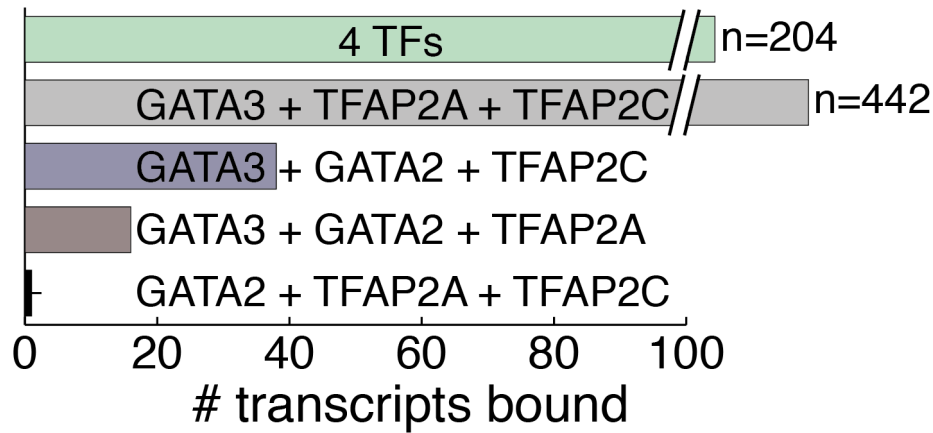 4 TFs n=204
GATA3 + TFAP2A + TFAP2C n=442
GATA3 + GATA2 + TFAP2C
GATA3 + GATA2 + TFAP2A
GATA2 + TFAP2A + TFAP2C
0 20 40 60 80 100
# transcripts bound